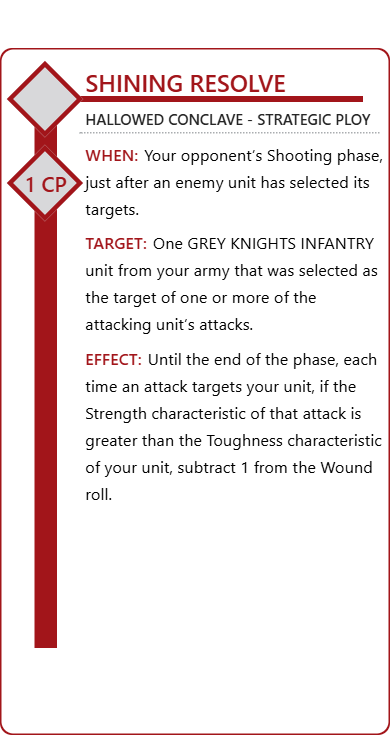 SHINING RESOLVE
HALLOWED CONCLAVE - STRATEGIC PLOY
WHEN: Your opponent's Shooting phase,
1 CP
just after an enemy unit has selected its
targets.
TARGET: One GREY KNIGHTS INFANTRY
unit from your army that was selected as
the target of one or more of the
attacking unit's attacks.
EFFECT: Until the end of the phase, each
time an attack targets your unit, if the
Strength characteristic of that attack is
greater than the Toughness characteristic
of your unit, subtract 1 from the Wound
roll.